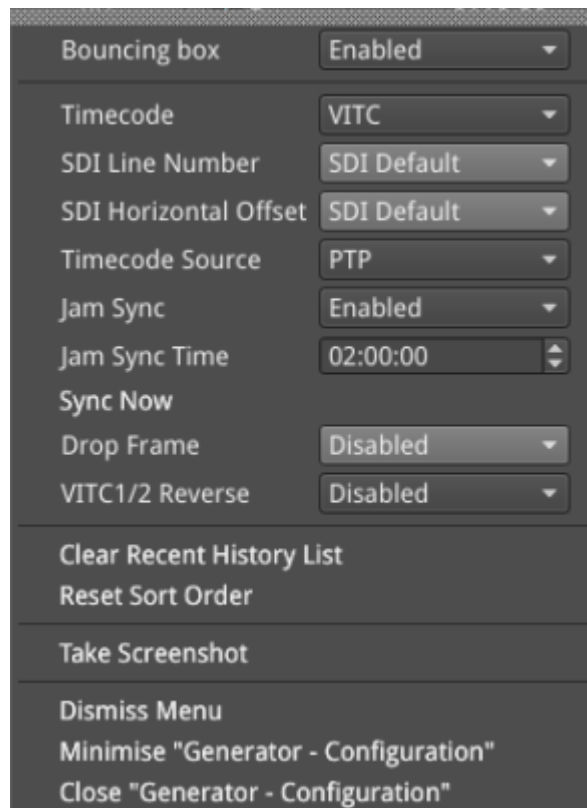 Bouncing box Enabled
Timecode VITC
SDI Line Number SDI Default
SDI Horizontal Offset SDI Default
Timecode Source PTP
Jam Sync Enabled
Jam Sync Time 02:00:00
Sync Now
Drop Frame Disabled
VITC1/2 Reverse Disabled
Clear Recent History List
Reset Sort Order
Take Screenshot
Dismiss Menu
Minimise "Generator - Configuration"
Close "Generator - Configuration"